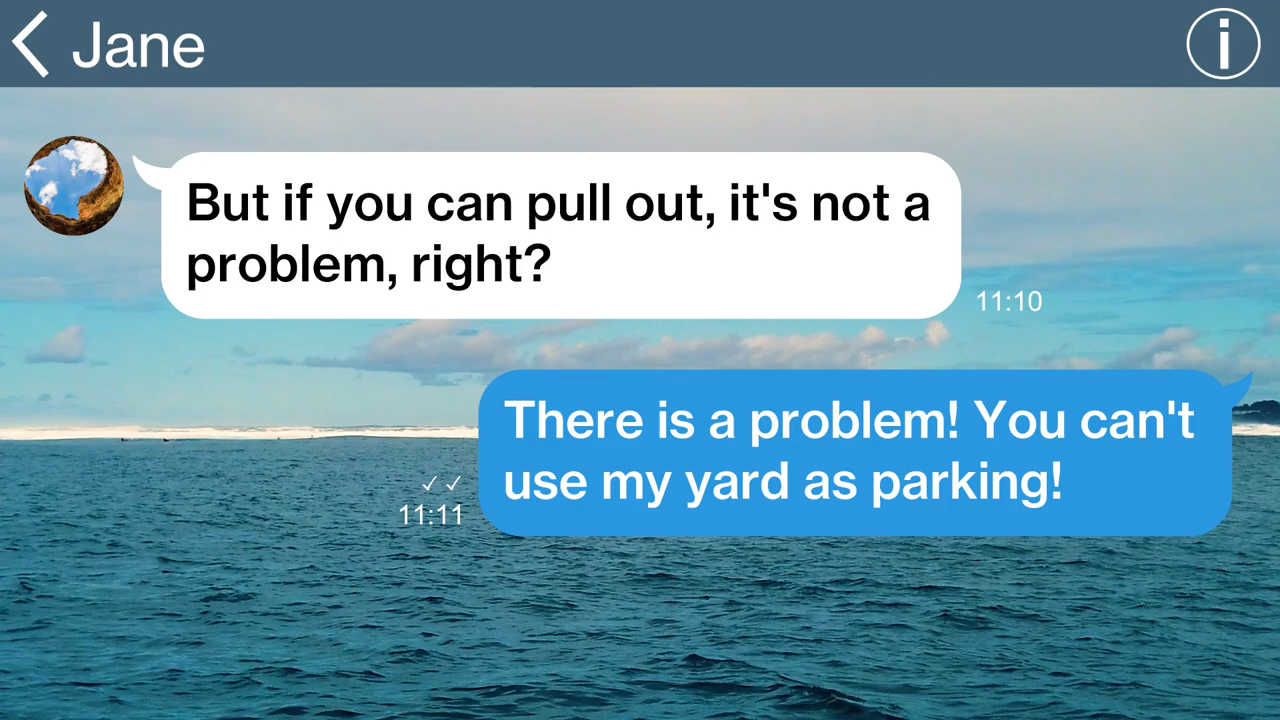 Jane
But if you can pull out, it's not a
problem, right?
11:10
There is a problem! You can't
use my yard as parking!
✓✓
11:11